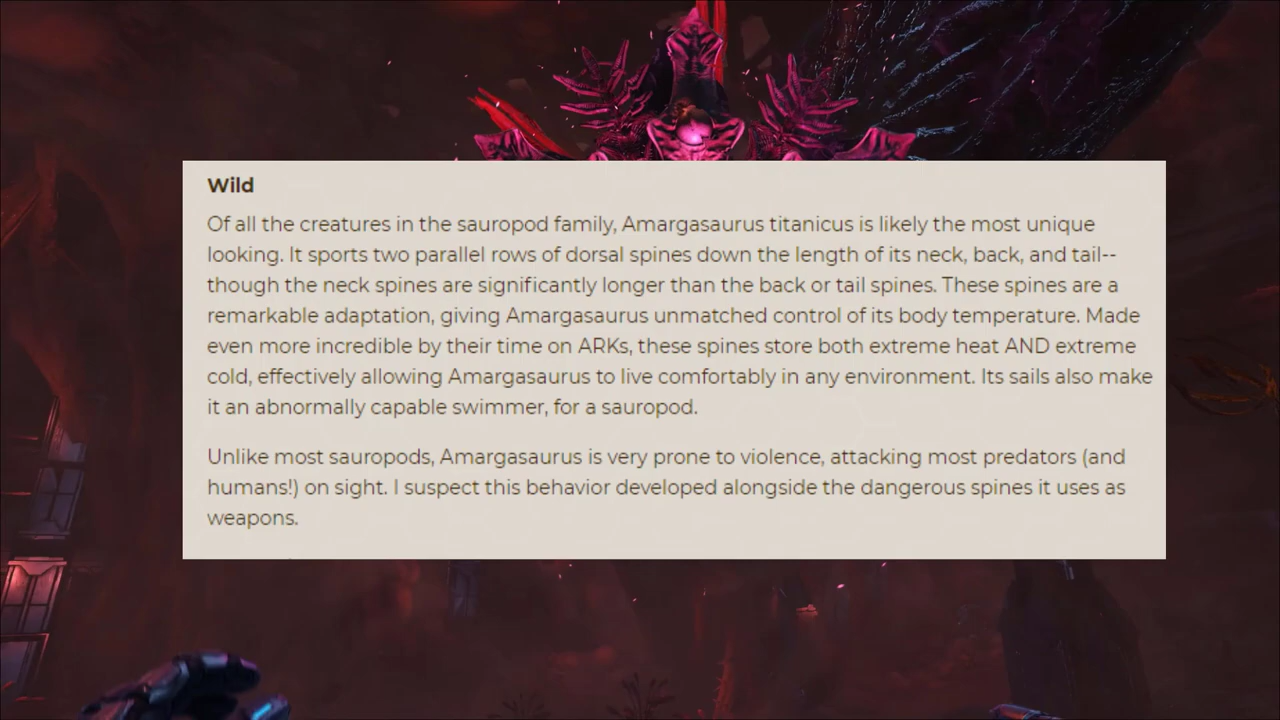 Wild
Of all the creatures in the sauropod family, Amargasaurus titanicus is likely the most unique
looking. It sports two parallel rows of dorsal spines down the length of its neck, back, and tail--
though the neck spines are significantly longer than the back or tail spines. These spines are a
remarkable adaptation, giving Amargasaurus unmatched control of its body temperature. Made
even more incredible by their time on ARKs, these spines store both extreme heat AND extreme
cold, effectively allowing Amargasaurus to live comfortably in any environment. Its sails also make
it an abnormally capable swimmer, for a sauropod.
Unlike most sauropods, Amargasaurus is very prone to violence, attacking most predators (and
humans!) on sight. I suspect this behavior developed alongside the dangerous spines it uses as
weapons.